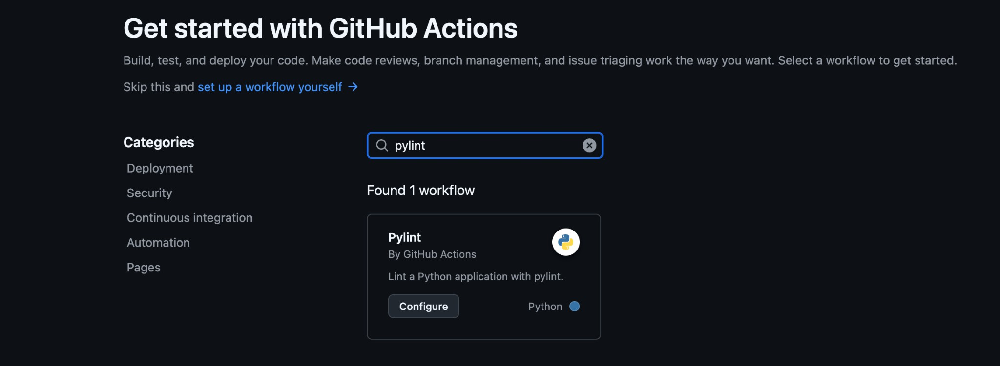 Get started with GitHub Actions
Build, test, and deploy your code. Make code reviews, branch management, and issue triaging work the way you want. Select a workflow to get started.
Skip this and set up a workflow yourself →
Categories
Deployment
Security
Continuous integration
Automation
Pages
pylint
Found 1 workflow
Pylint
By GitHub Actions
Lint a Python application with pylint.
Configure
Python